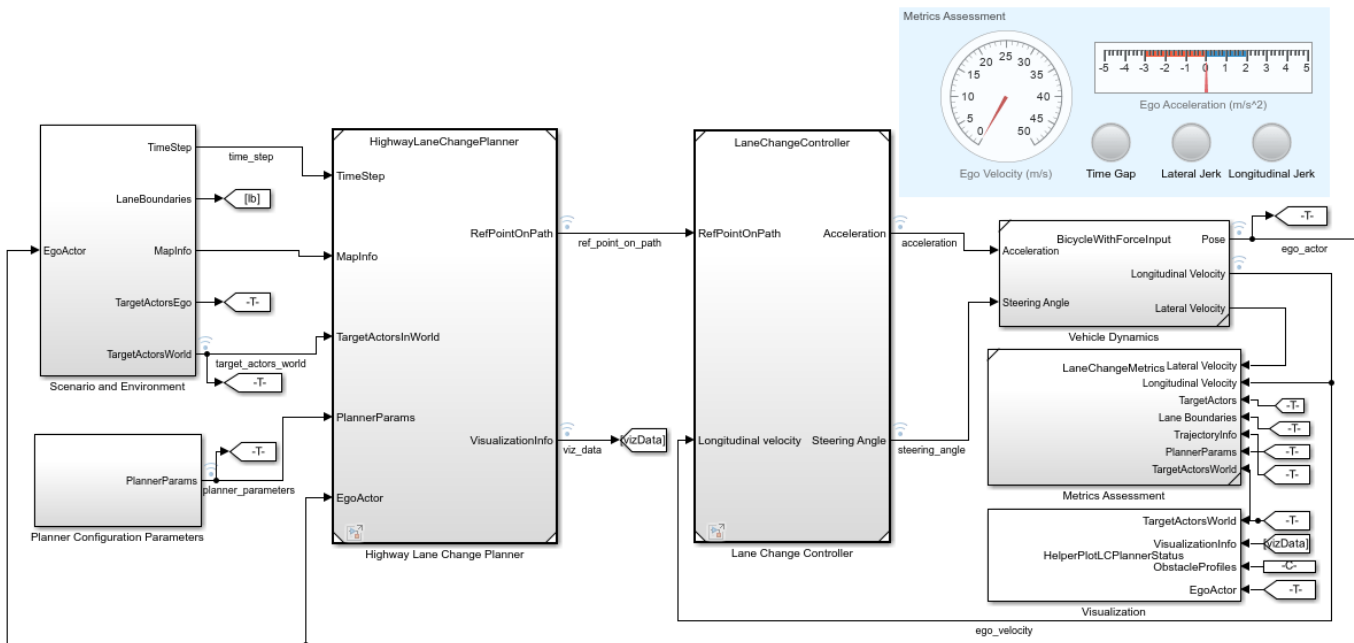 Metrics Assessment
0
5
10
15
20
25
30
35
40
45
50
Ego Velocity (m/s)
-5 -4 -3 -2 -1 0 1 2 3 4 5
Ego Acceleration (m/s^2)
Time Gap
Lateral Jerk
Longitudinal Jerk
TimeStep
LaneBoundaries
EgoActor
MapInfo
TargetActorsEgo
TargetActorsWorld
Scenario and Environment
time_step
[lb]
-T-
target_actors_world
-T-
PlannerParams
Planner Configuration Parameters
-T-
planner_parameters
HighwayLaneChangePlanner
TimeStep
RefPointOnPath
MapInfo
TargetActorsInWorld
PlannerParams
VisualizationInfo
EgoActor
Highway Lane Change Planner
ref_point_on_path
[vizData]
viz_data
LaneChangeController
RefPointOnPath
Acceleration
Longitudinal velocity
Steering Angle
Lane Change Controller
acceleration
steering_angle
BicycleWithForceInput
Acceleration
Pose
Longitudinal Velocity
Steering Angle
Lateral Velocity
Vehicle Dynamics
-T-
ego_actor
LaneChangeMetrics
Lateral Velocity
Longitudinal Velocity
TargetActors
Lane Boundaries
TrajectoryInfo
PlannerParams
TargetActorsWorld
Metrics Assessment
-T-
-T-
-T-
-T-
TargetActorsWorld
VisualizationInfo
HelperPlotLCPlannerStatus
ObstacleProfiles
EgoActor
Visualization
-T-
[vizData]
-C-
-T-
ego_velocity